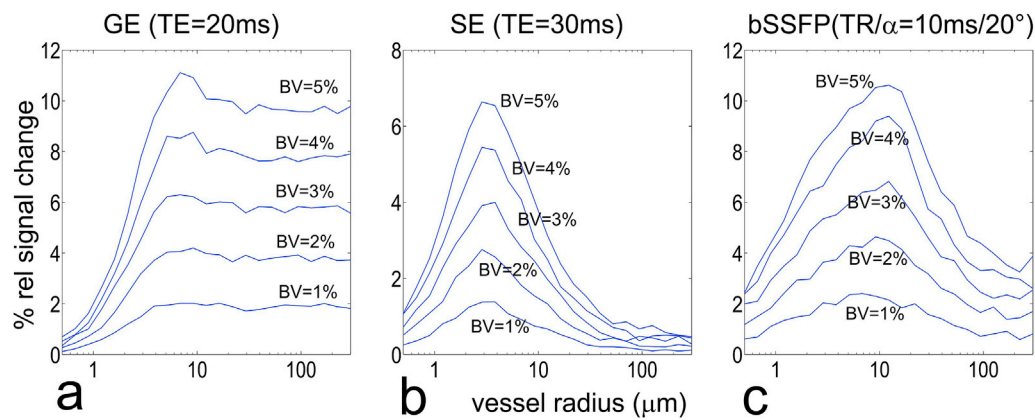 GE (TE=20ms)
SE (TE=30ms)
bSSFP(TR/α=10ms/20°)
% rel signal change
12
10
8
6
4
2
0
BV=5%
BV=4%
BV=3%
BV=2%
BV=1%
1
10
100
a
8
6
4
2
0
BV=5%
BV=4%
BV=3%
BV=2%
BV=1%
1
10
100
b
vessel radius (μm)
12
10
8
6
4
2
0
BV=5%
BV=4%
BV=3%
BV=2%
BV=1%
1
10
100
c